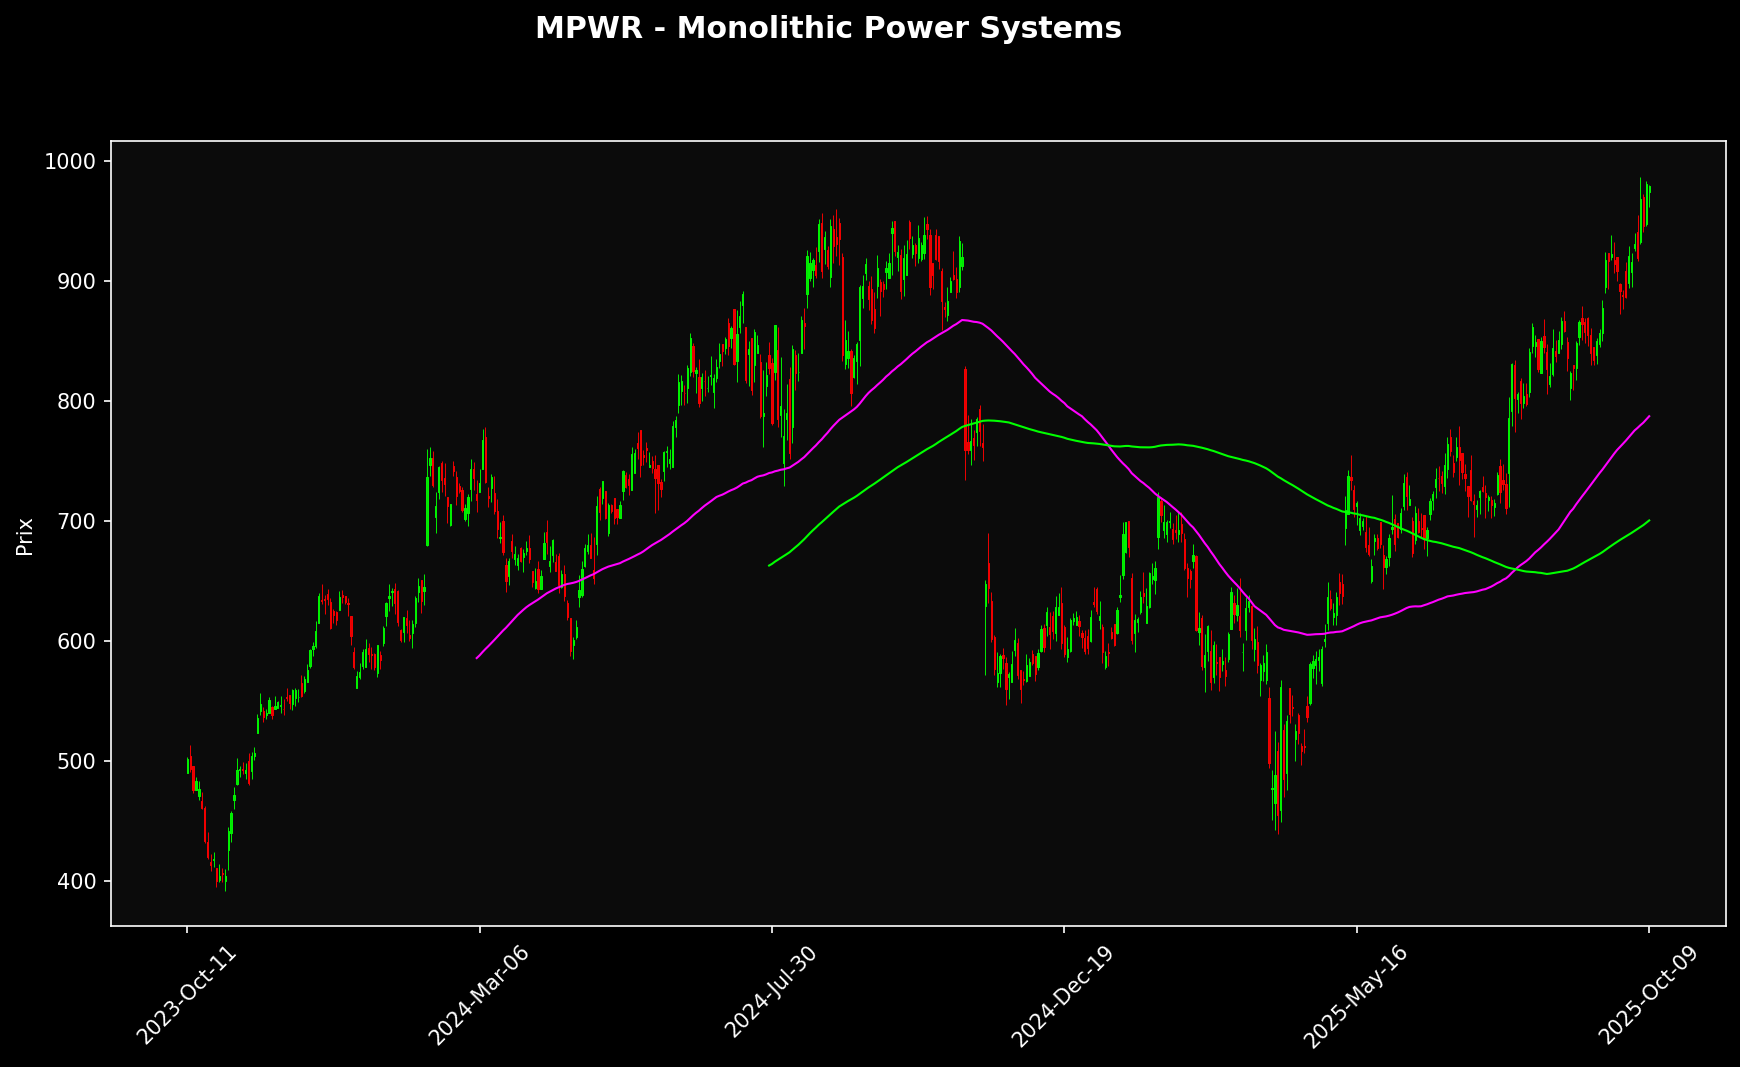 MPWR - Monolithic Power Systems
Prix
1000
900
800
700
600
500
400
2023-Oct-11
2024-Mar-06
2024-Jul-30
2024-Dec-19
2025-May-16
2025-Oct-09